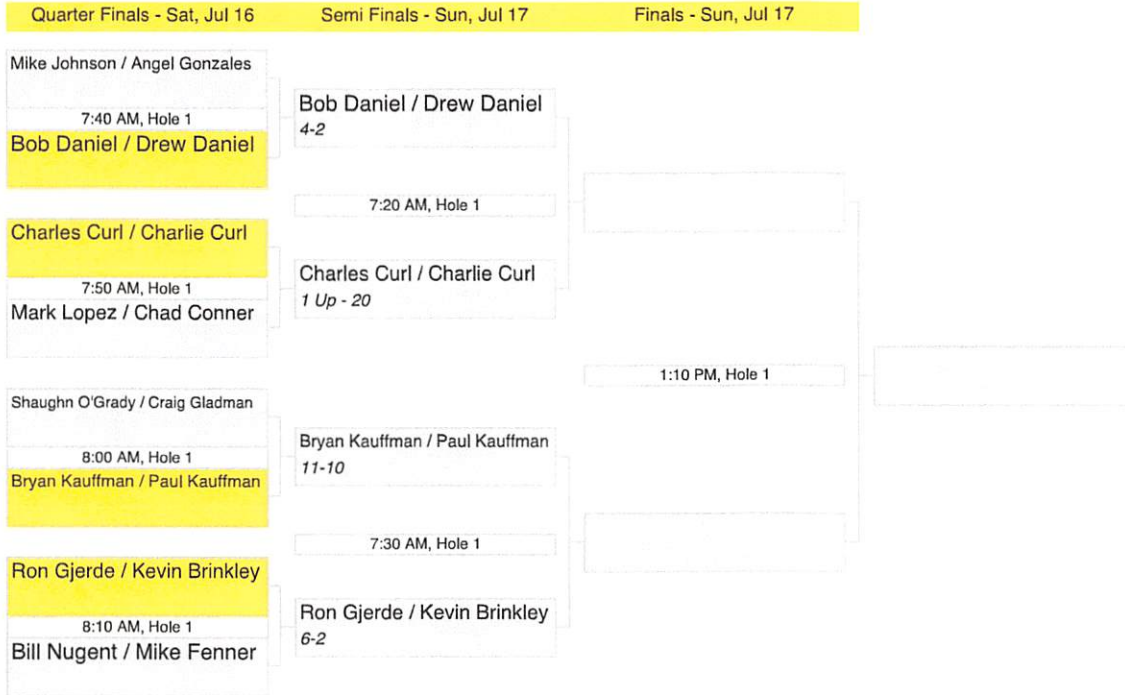 Quarter Finals - Sat, Jul 16
Semi Finals - Sun, Jul 17
Finals - Sun, Jul 17
Mike Johnson / Angel Gonzales
7:40 AM, Hole 1
Bob Daniel / Drew Daniel
Charles Curl / Charlie Curl
7:50 AM, Hole 1
Mark Lopez / Chad Conner
Shaughn O'Grady / Craig Gladman
8:00 AM, Hole 1
Bryan Kauffman / Paul Kauffman
Ron Gjerde / Kevin Brinkley
8:10 AM, Hole 1
Bill Nugent / Mike Fenner
Bob Daniel / Drew Daniel
4-2
7:20 AM, Hole 1
Charles Curl / Charlie Curl
1 Up - 20
Bryan Kauffman / Paul Kauffman
11-10
7:30 AM, Hole 1
Ron Gjerde / Kevin Brinkley
6-2
1:10 PM, Hole 1